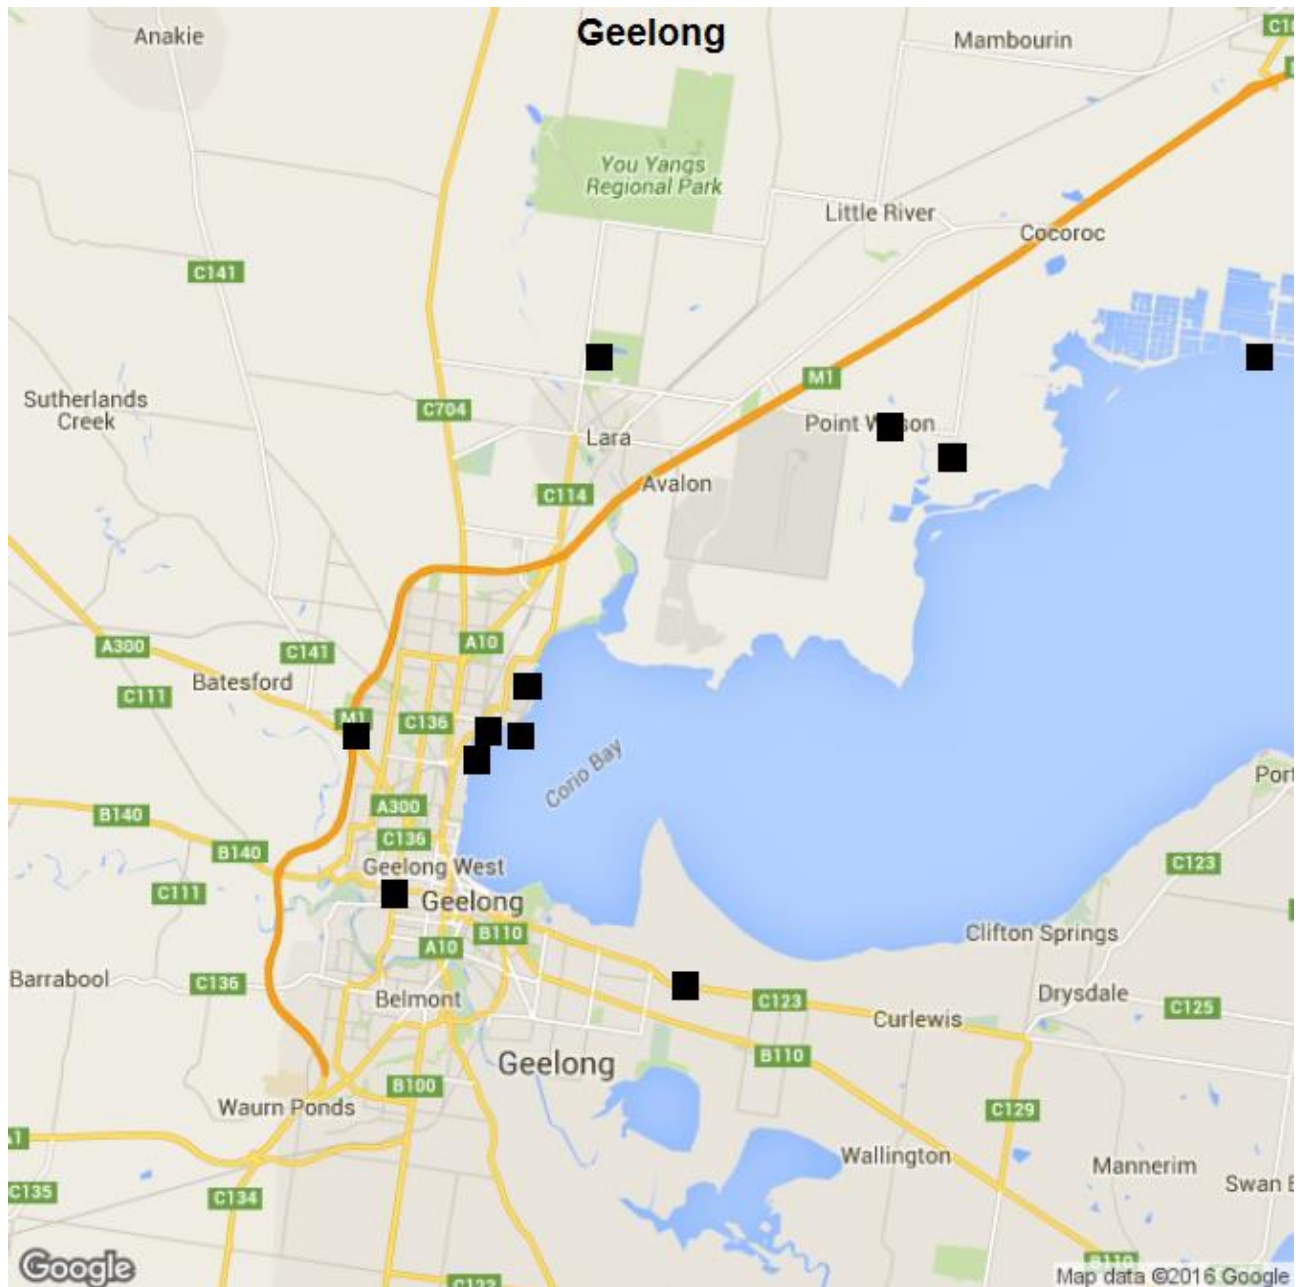 Geelong
Anakie
Mambourin
You Yangs
Regional Park
Little River
Cocoroc
C141
M1
Sutherlands
Creek
C704
Point W son
Lara
Avalon
C114
A300
C141
A10
Batesford
C111
M1
C136
Corio Bay
Port
A300
B140
C136
B140
Geelong West
C123
C111
Geelong
B110
A10
Clifton Springs
Barrabool
C136
Belmont
Drysdale
C123
C125
Curlewis
Geelong
B110
B100
Waurn Ponds
C129
A1
Wallington
Mannerim
C135
C134
Swan B
B110
Google
Map data ©2016 Google